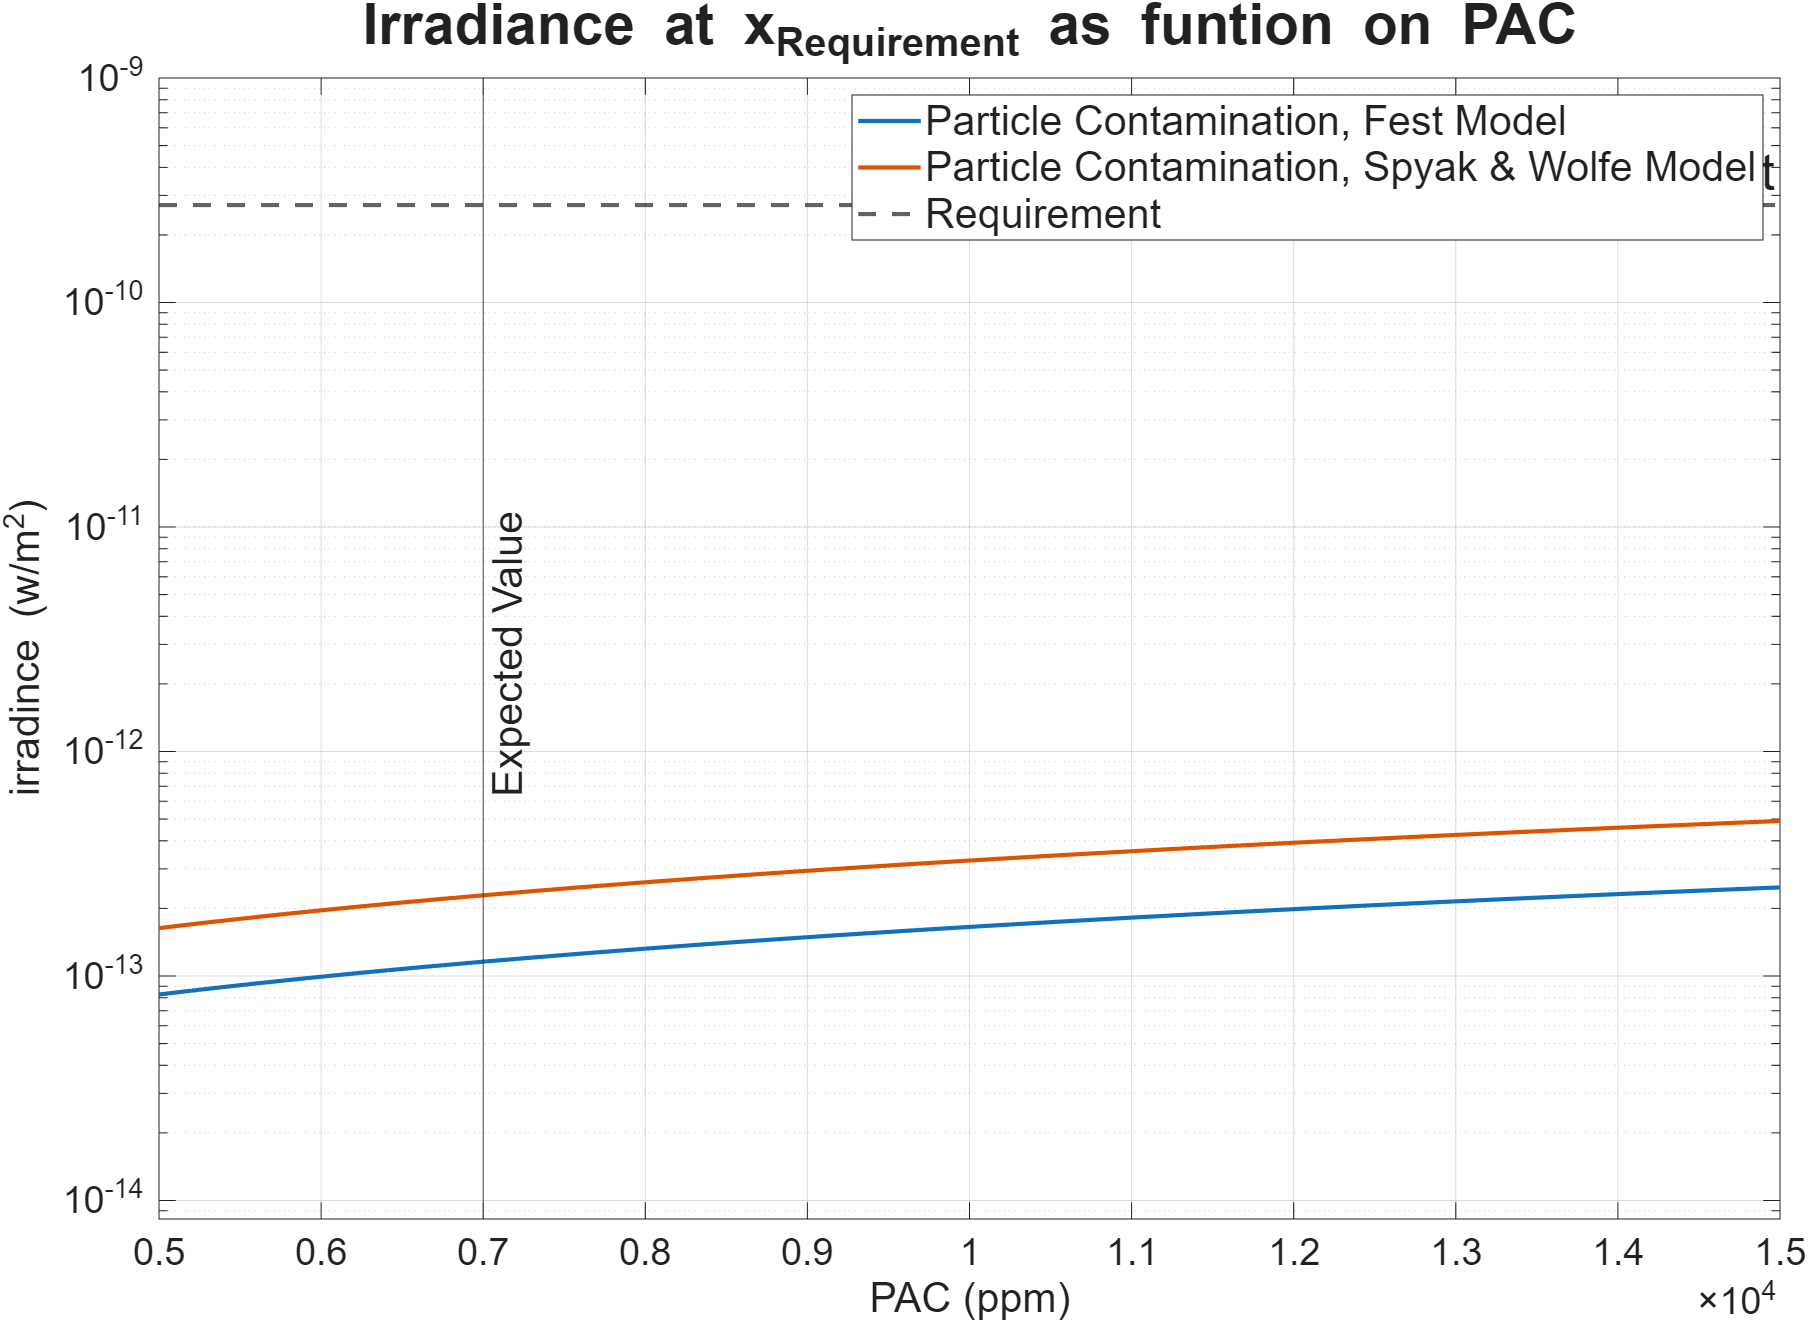 Irradiance at xRequirement as funtion on PAC
10-9
10-10
10-11
10-12
10-13
10-14
irradince (w/m2)
Particle Contamination, Fest Model
Particle Contamination, Spyak & Wolfe Model
t
Requirement
Expected Value
0.5 0.6 0.7 0.8 0.9 1 1.1 1.2 1.3 1.4 1.5
PAC (ppm)
×104